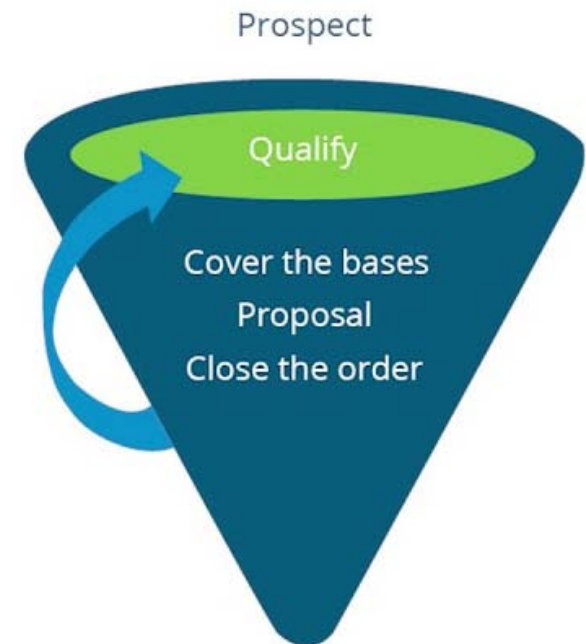 Prospect
Qualify
Cover the bases
Proposal
Close the order